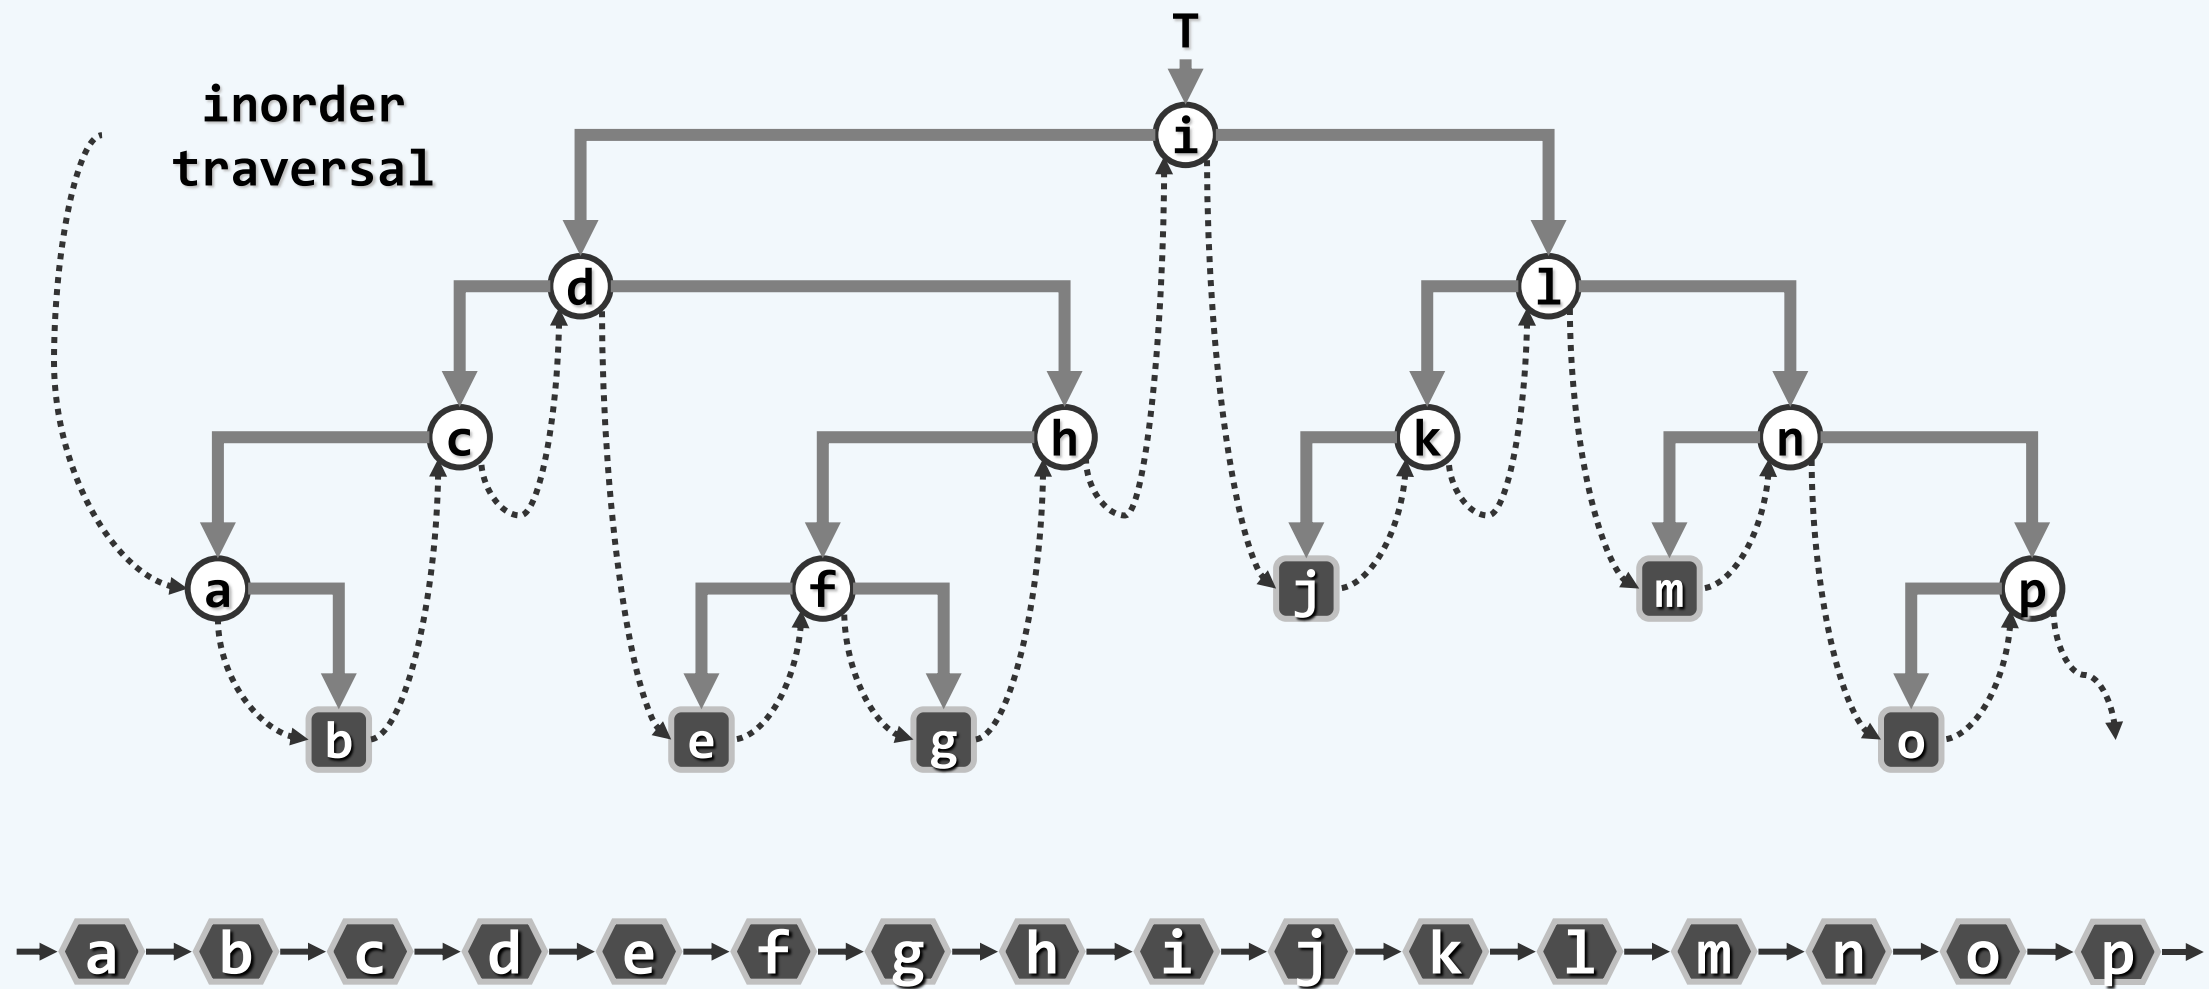 T
inorder
traversal
i
d l
c h k n
a f j m p
b e g o
a b c d e f g h i j k l m n o p